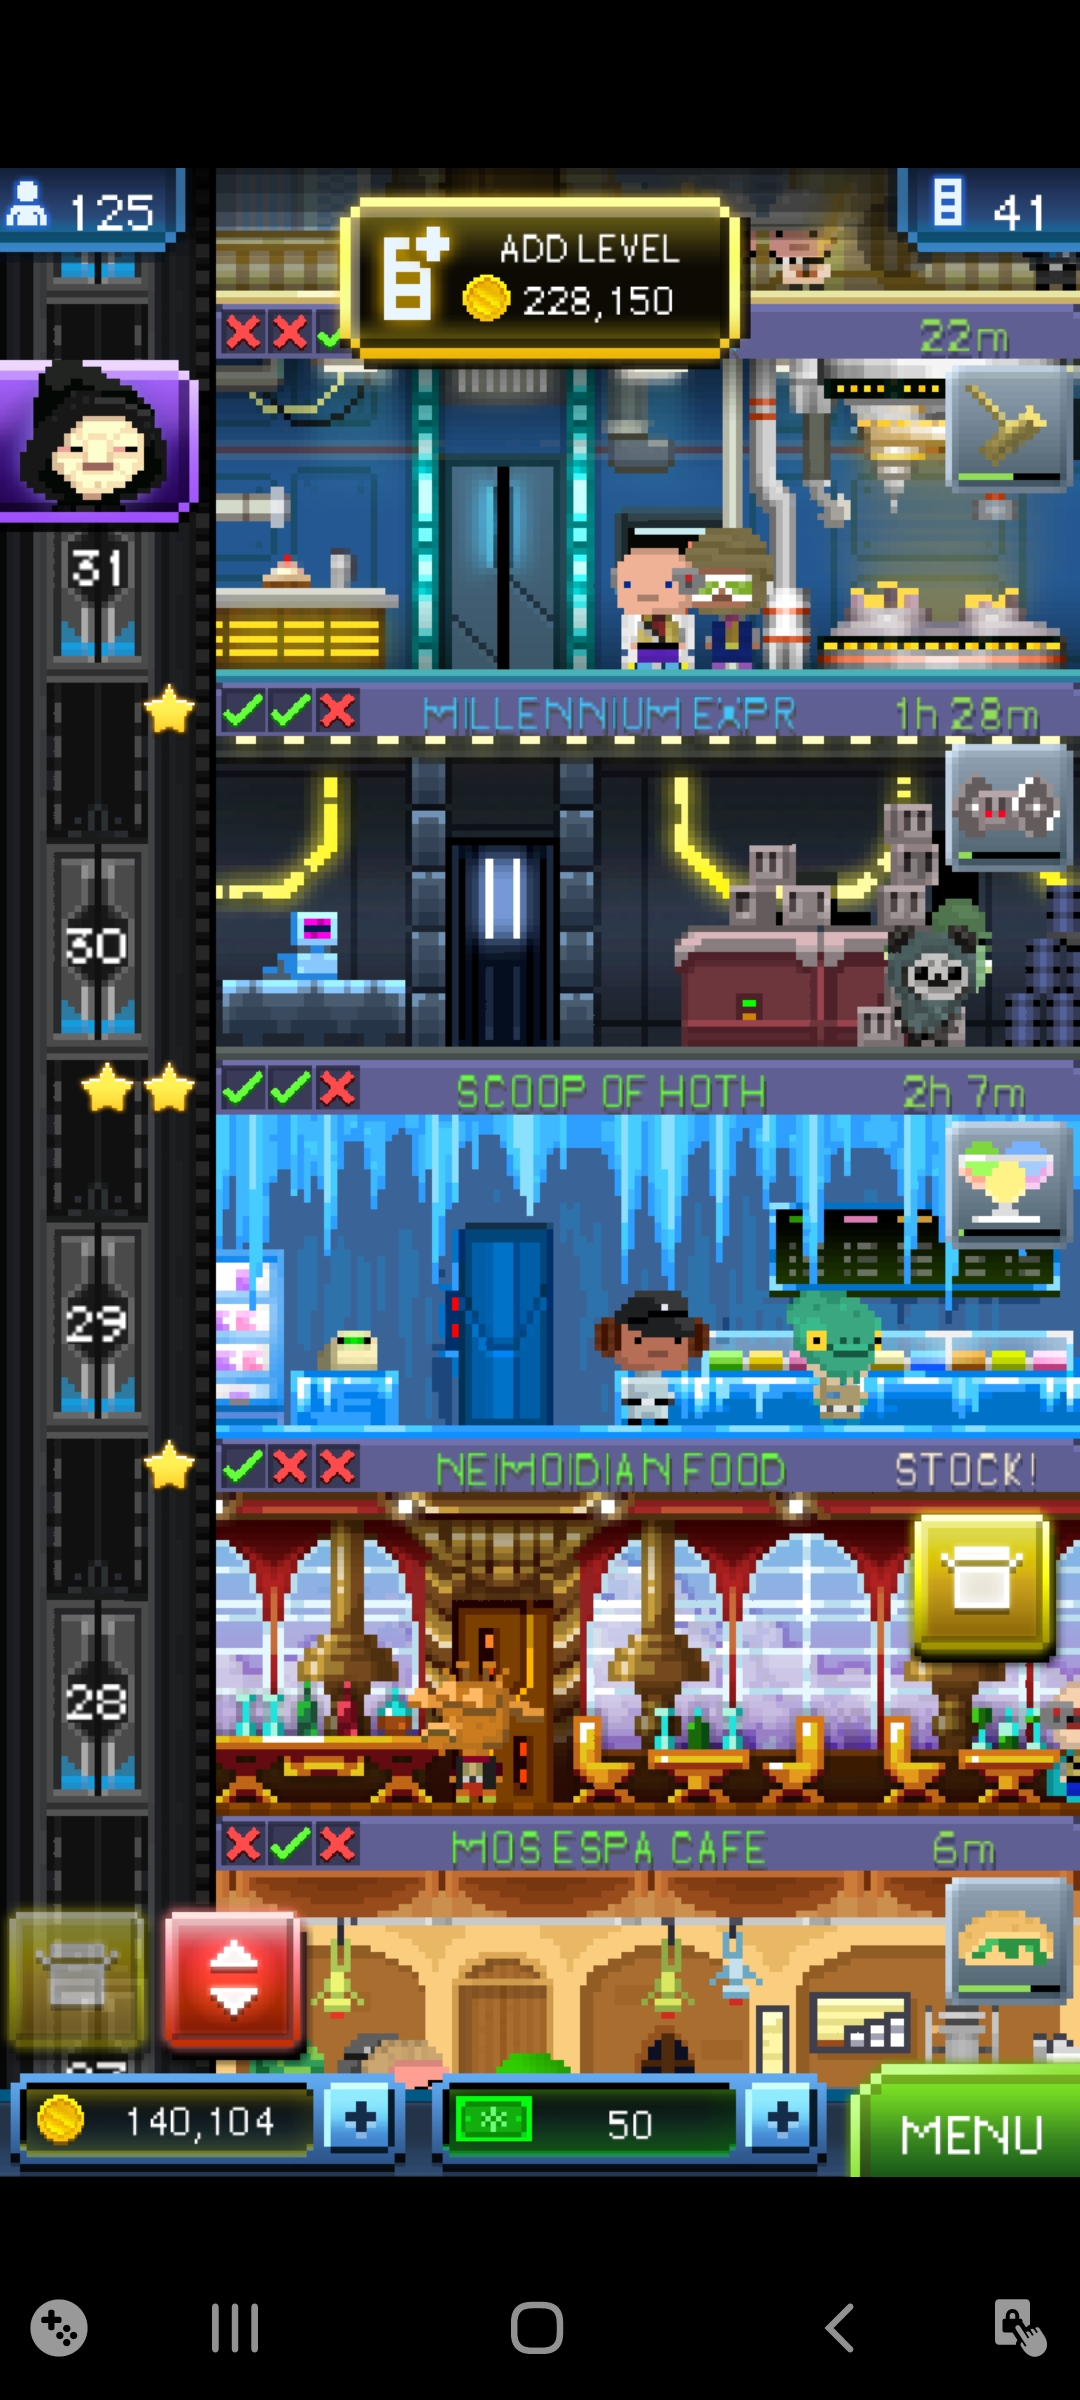 125
ADD LEVEL
228,150
41
22m
31
MILLENNIUM EXPR
1h 28m
30
SCOOP OF HOTH
2h 7m
29
NEIMOIDIAN FOOD
STOCK!
28
MOS ESPA CAFE
6m
140,104
50
MENU